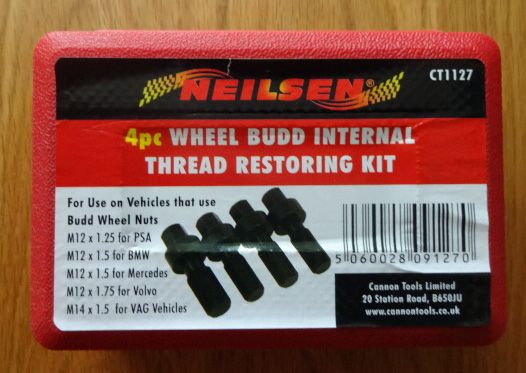 NEILSEN®
CT1127
4pc WHEEL BUDD INTERNAL
THREAD RESTORING KIT
For Use on Vehicles that use
Budd Wheel Nuts
M12 x 1.25 for PSA
M12 x 1.5 for BMW
M12 x 1.5 for Mercedes
M12 x 1.75 for Volvo
M14 x 1.5 for VAG Vehicles
5 060028 091270
Cannon Tools Limited
20 Station Road, B650JU
www.cannontools.co.uk